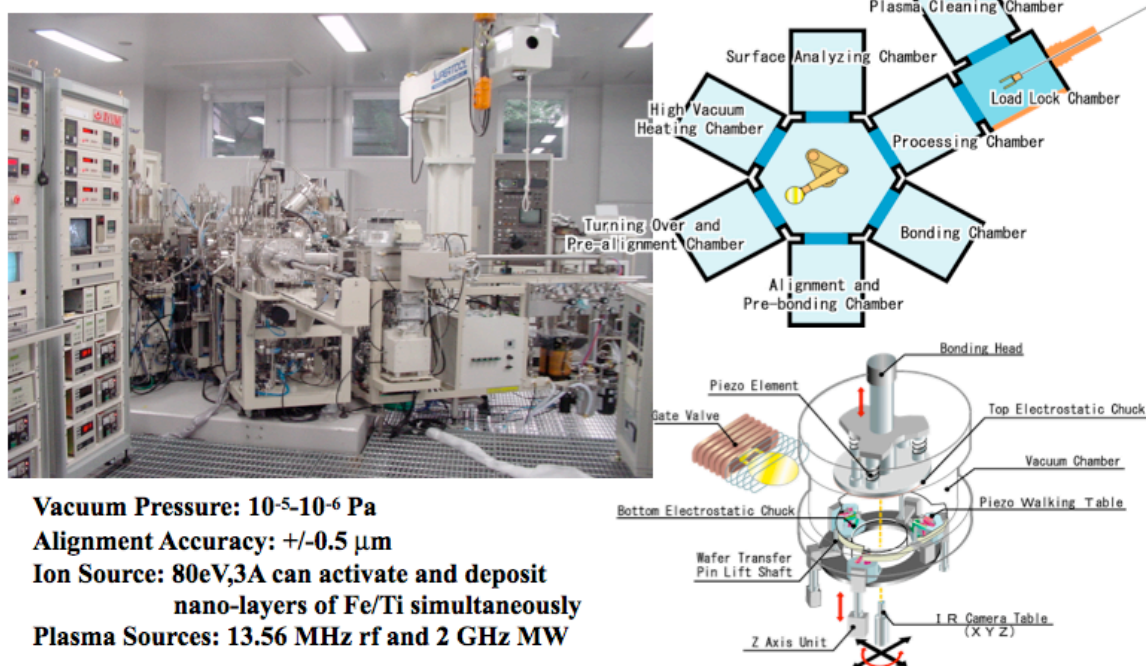 Plasma Cleaning Chamber
Surface Analyzing Chamber
Load Lock Chamber
High Vacuum
Heating Chamber
Processing Chamber
Turning Over and
Pre-alignment Chamber
Bonding Chamber
Alignment and
Pre-bonding Chamber
Bonding Head
Piezo Element
Top Electrostatic Chuck
Gate Valve
Vacuum Chamber
Piezo Walking Table
Bottom Electrostatic Chuck
Wafer Transfer
Pin Lift Shaft
IR Camera Table
(XYZ)
Z Axis Unit
Vacuum Pressure: 10-5-10-6 Pa
Alignment Accuracy: +/-0.5 μm
Ion Source: 80eV,3A can activate and deposit
nano-layers of Fe/Ti simultaneously
Plasma Sources: 13.56 MHz rf and 2 GHz MW